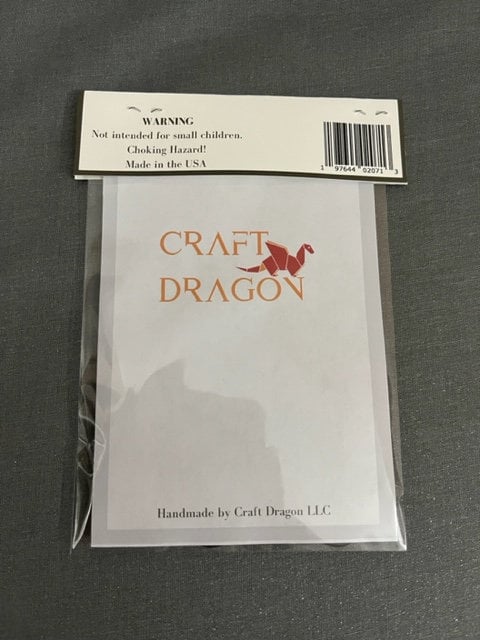 WARNING
Not intended for small children.
Choking Hazard!
Made in the USA
1 97644 02071 3
CRAFT
DRAGON
Handmade by Craft Dragon LLC